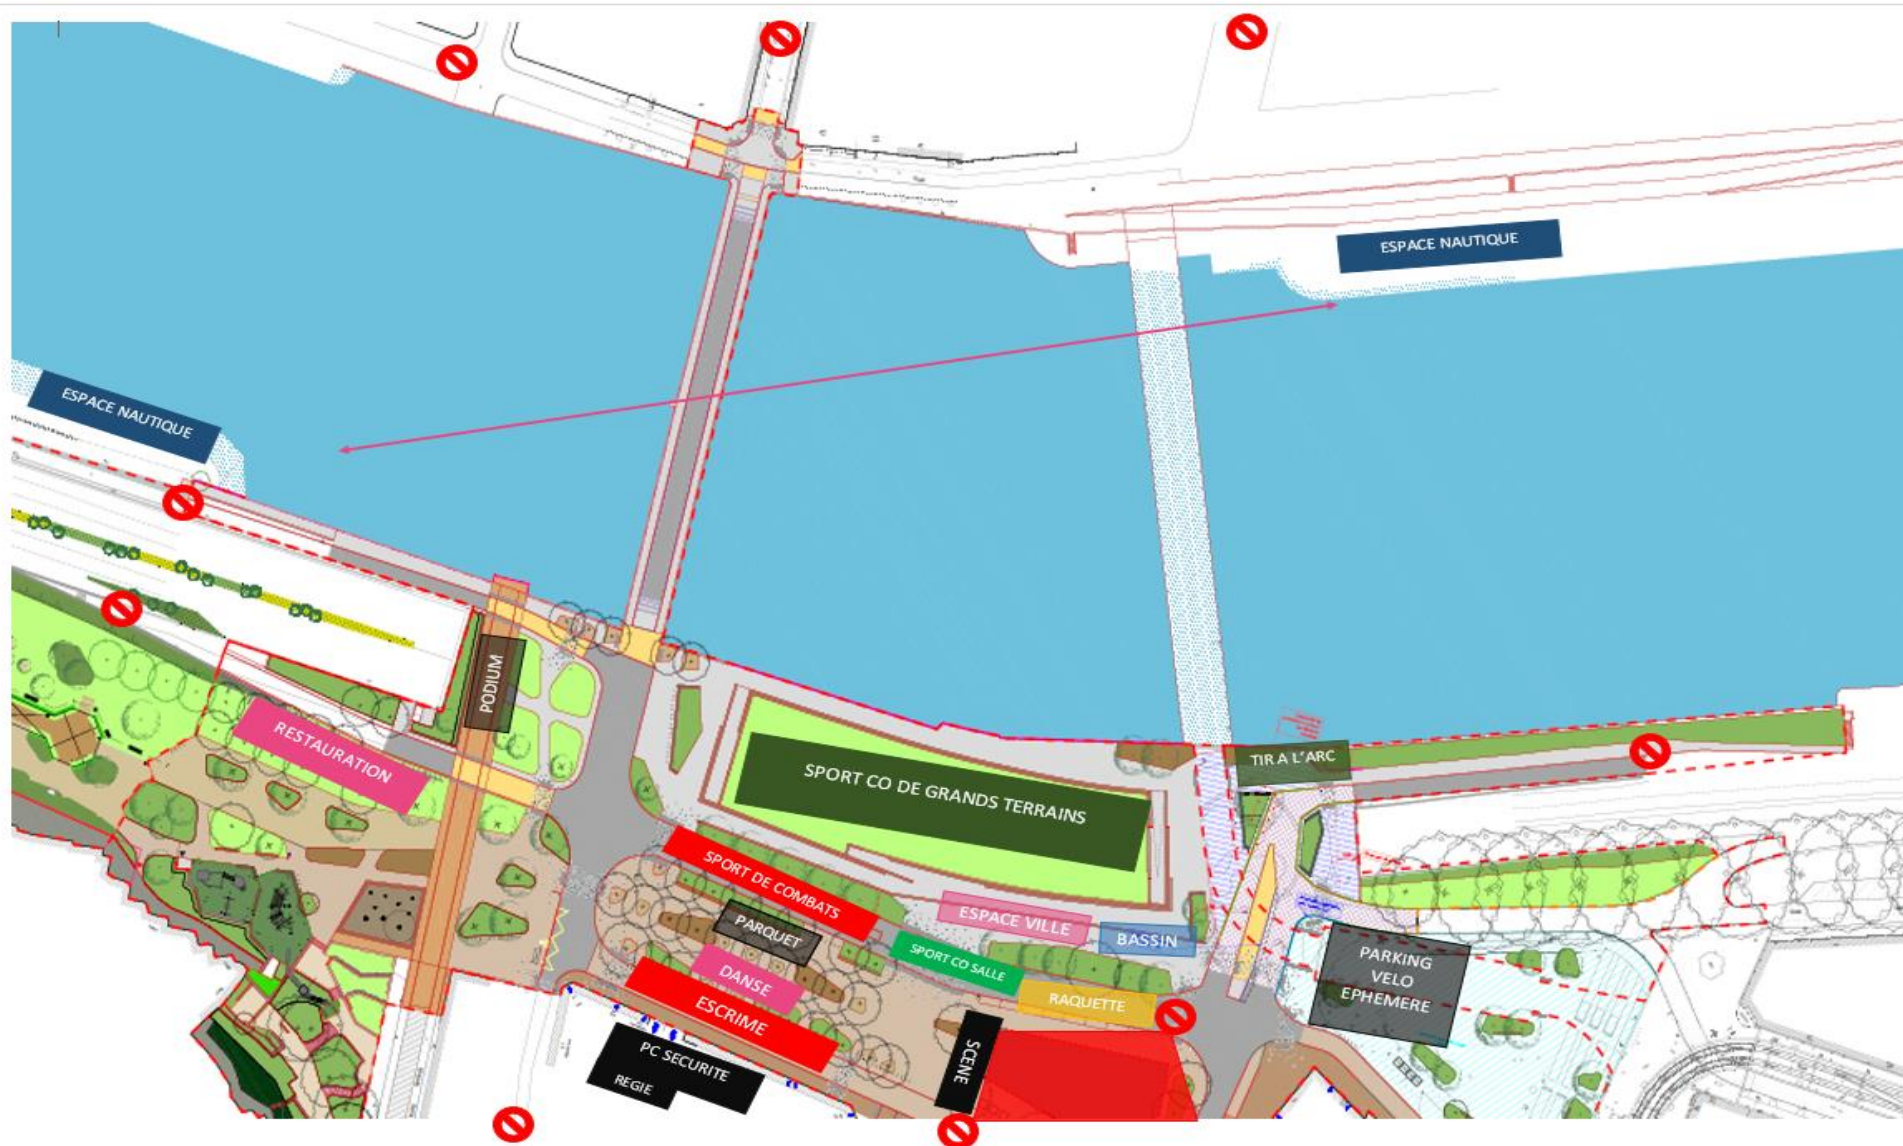 ESPACE NAUTIQUE
ESPACE NAUTIQUE
PODIUM
RESTAURATION
SPORT CO DE GRANDS TERRAINS
TIR A L'ARC
SPORT DE COMBATS
PARQUET
ESPACE VILLE
BASSIN
SPORT CO SALLE
DANSE
RAQUETTE
ESCRIME
PARKING
VELO
EPHEMERE
SCENE
PC SECURITE
REGIE